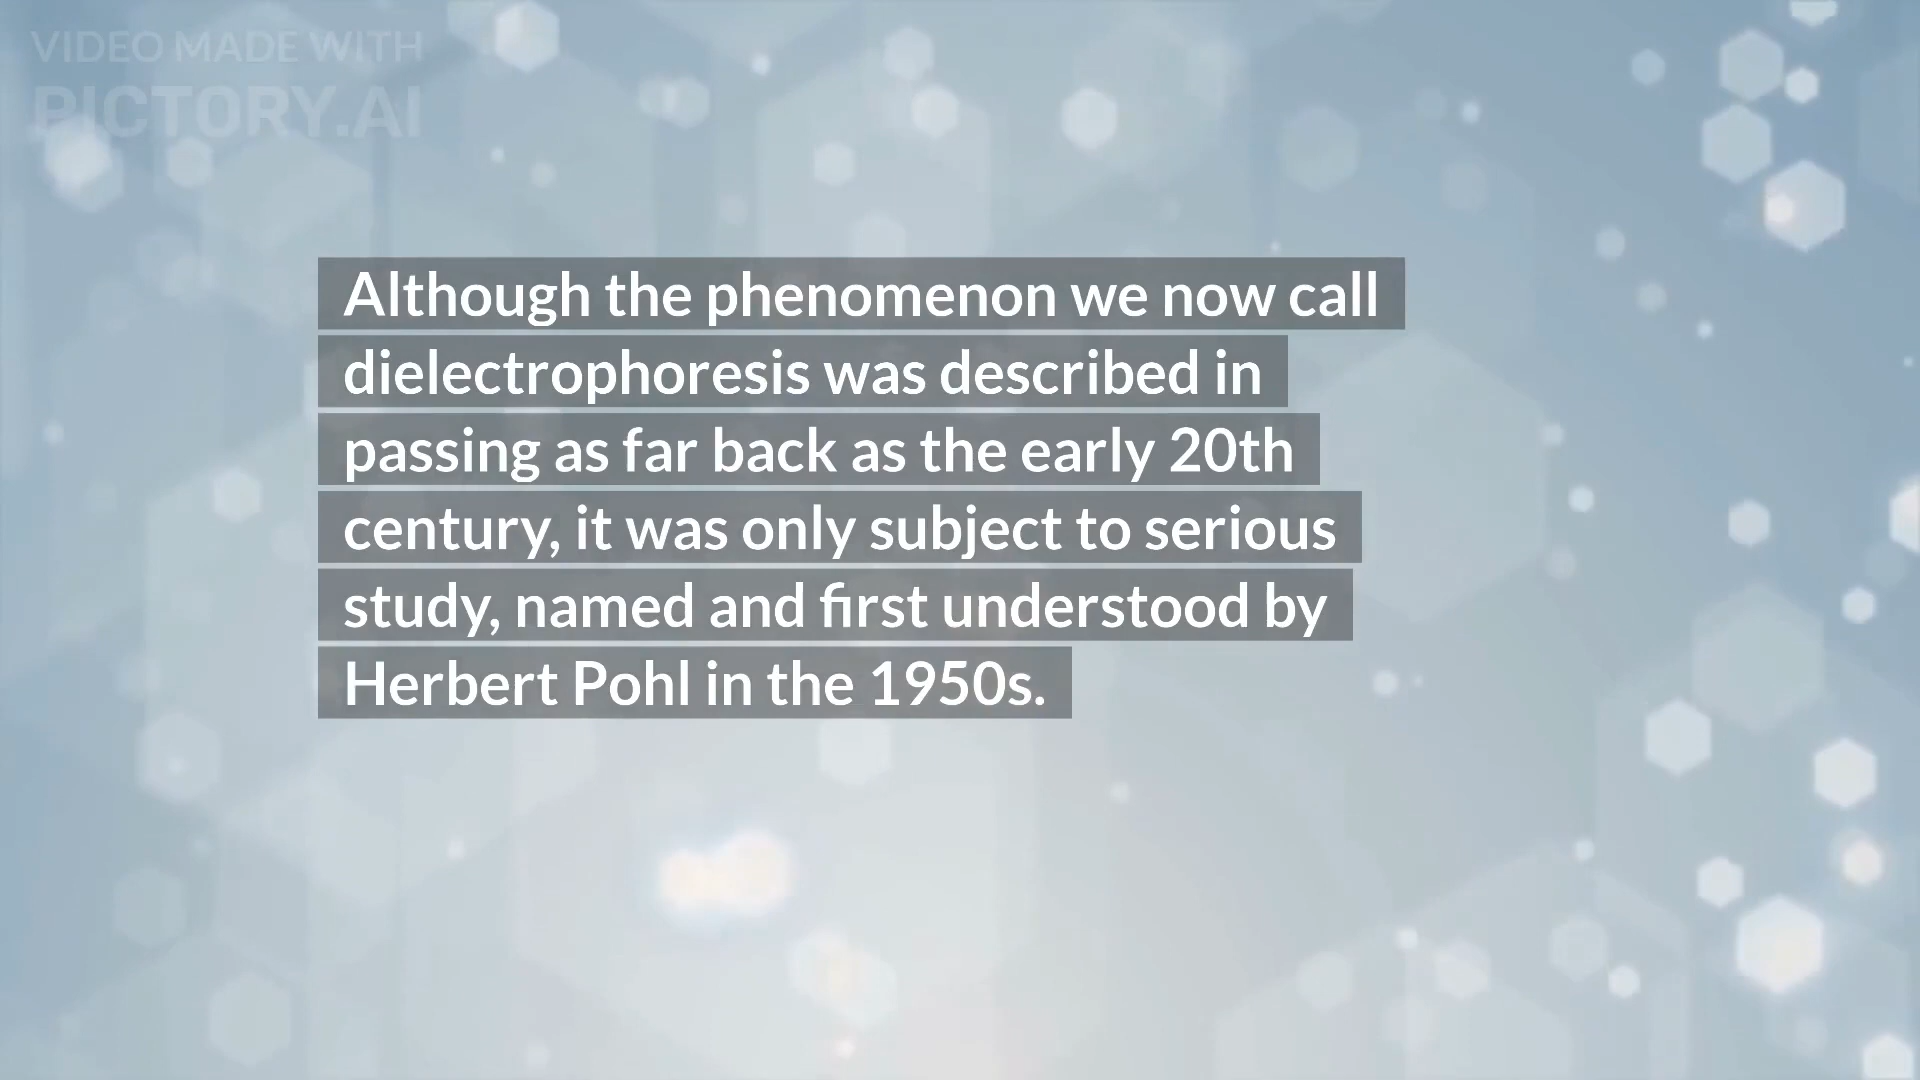 VIDEO MADE WITH
PICTORY.AI
Although the phenomenon we now call
dielectrophoresis was described in
passing as far back as the early 20th
century, it was only subject to serious
study, named and first understood by
Herbert Pohl in the 1950s.